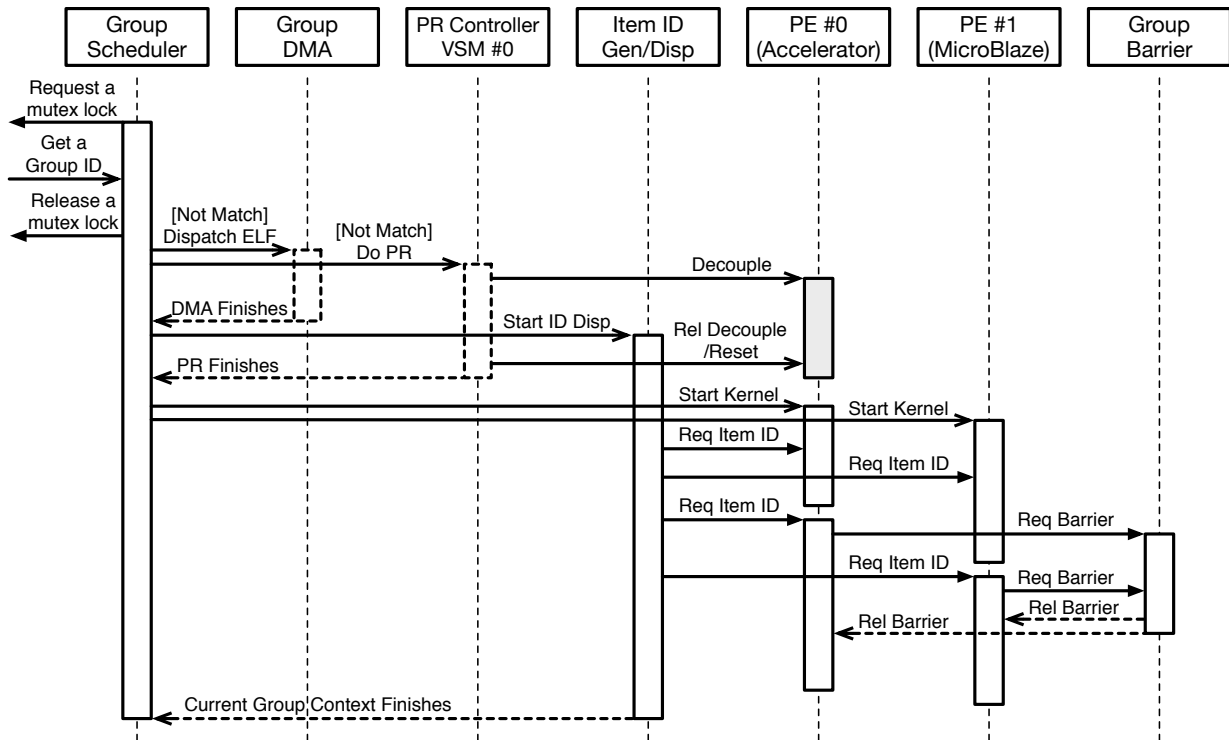 Group
Scheduler
Group
DMA
PR Controller
VSM #0
Item ID
Gen/Disp
PE #0
(Accelerator)
PE #1
(MicroBlaze)
Group
Barrier
Request a
mutex lock
Get a
Group ID
Release a
mutex lock
[Not Match]
Dispatch ELF
[Not Match]
Do PR
Decouple
DMA Finishes
Start ID Disp
Rel Decouple
/Reset
PR Finishes
Start Kernel
Start Kernel
Req Item ID
Req Item ID
Req Item ID
Req Barrier
Req Item ID
Req Barrier
Rel Barrier
Rel Barrier
Current Group Context Finishes